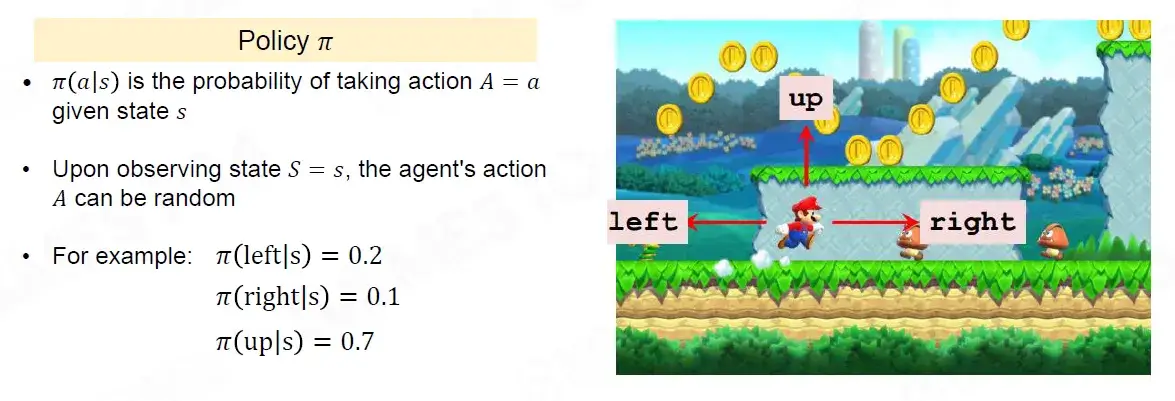 Policy π
• π(a|s) is the probability of taking action A = a
given state s
• Upon observing state S = s, the agent's action
A can be random
• For example: π(left|s) = 0.2
π(right|s) = 0.1
π(up|s) = 0.7
up
left
right